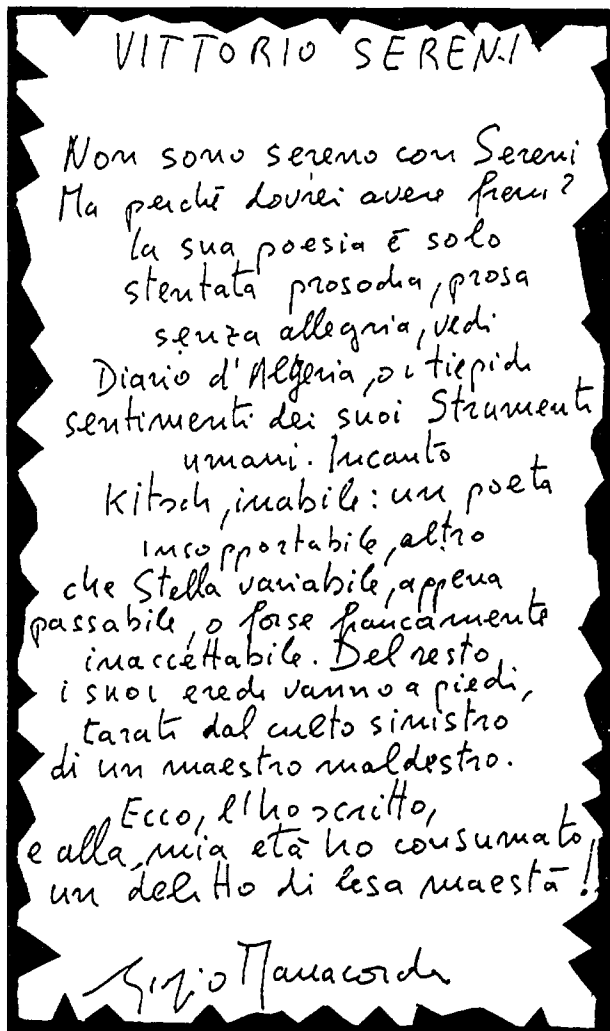 VITTORIO SERENI
Non sono sereno con Sereni
Ma perché dovrei avere freni?
la sua poesia è solo
stentata prosodia, prosa
senza allegria, vedi
Diario d'Algeria, o i tiepidi
sentimenti dei suoi Strumenti
umani. Incanto
Kitsch, inabile: un poeta
insopportabile, altro
che Stella variabile, appena
passabile, o forse francamente
inaccettabile. Del resto,
i suoi eredi vanno a piedi,
tarati dal culto sinistro
di un maestro maldestro.
Ecco, l'ho scritto,
e alla mia età ho consumato
un delitto di lesa maestà!
Giorgio Manacorda